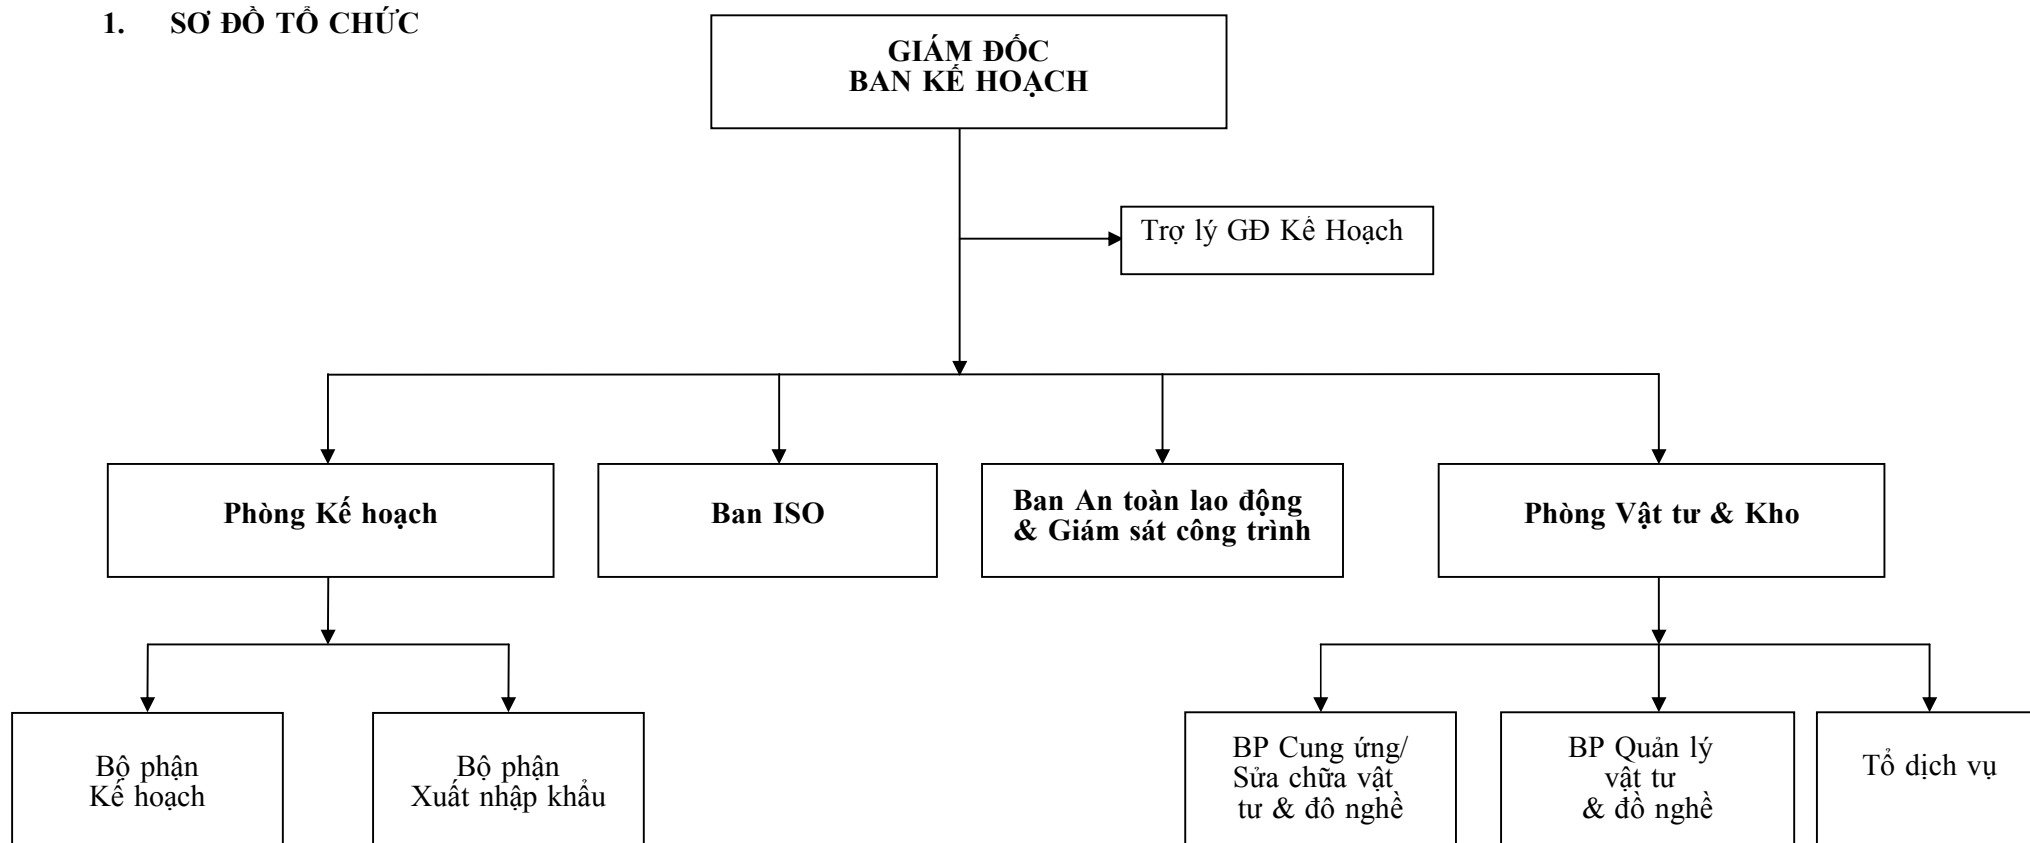 1. SƠ ĐỒ TỔ CHỨC
GIÁM ĐỐC
BAN KẾ HOẠCH
Trợ lý GĐ Kế Hoạch
Phòng Kế hoạch
Ban ISO
Ban An toàn lao động
& Giám sát công trình
Phòng Vật tư & Kho
Bộ phận
Kế hoạch
Bộ phận
Xuất nhập khẩu
BP Cung ứng/
Sửa chữa vật
tư & đô nghề
BP Quản lý
vật tư
& đồ nghề
Tổ dịch vụ